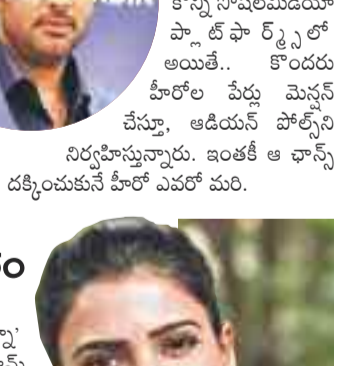 కొన్ని సోషల్‌మీడియా
ప్లాట్‌ఫార్మ్స్‌లో
అయితే.. కొందరు
హీరోల పేర్లు మెన్షన్
చేస్తూ, ఆడియన్ పోల్స్‌ని
నిర్వహిస్తున్నారు. ఇంతకీ ఆ ఛాన్స్
దక్కించుకునే హీరో ఎవరో మరి.